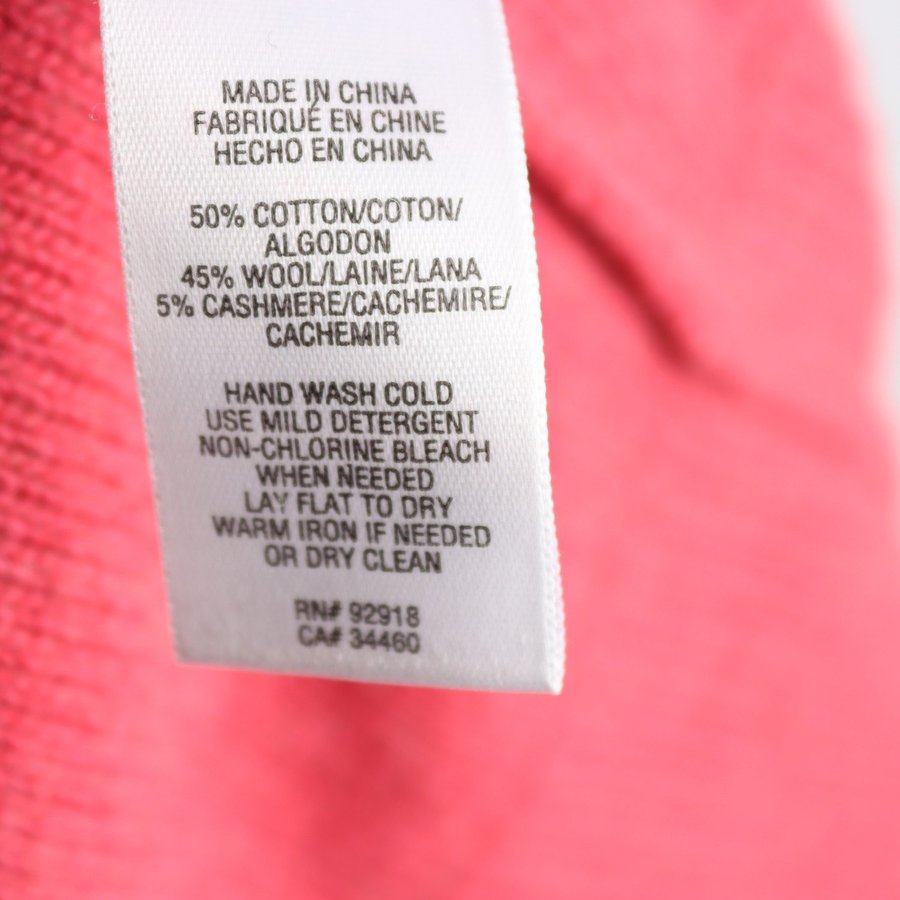 MADE IN CHINA
FABRIQUÉ EN CHINE
HECHO EN CHINA
50% COTTON/COTON/
ALGODON
45% WOOL/LAINE/LANA
5% CASHMERE/CACHEMIRE/
CACHEMIR
HAND WASH COLD
USE MILD DETERGENT
NON-CHLORINE BLEACH
WHEN NEEDED
LAY FLAT TO DRY
WARM IRON IF NEEDED
OR DRY CLEAN
RN# 92918
CA# 34460